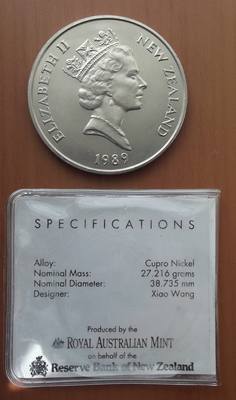 ELIZABETH II NEW ZEALAND
1989
SPECIFICATIONS
Alloy: Cupro Nickel
Nominal Mass: 27.216 grams
Nominal Diameter: 38.735 mm
Designer: Xiao Wang
Produced by the
ROYAL AUSTRALIAN MINT
on behalf of the
Reserve Bank of New Zealand